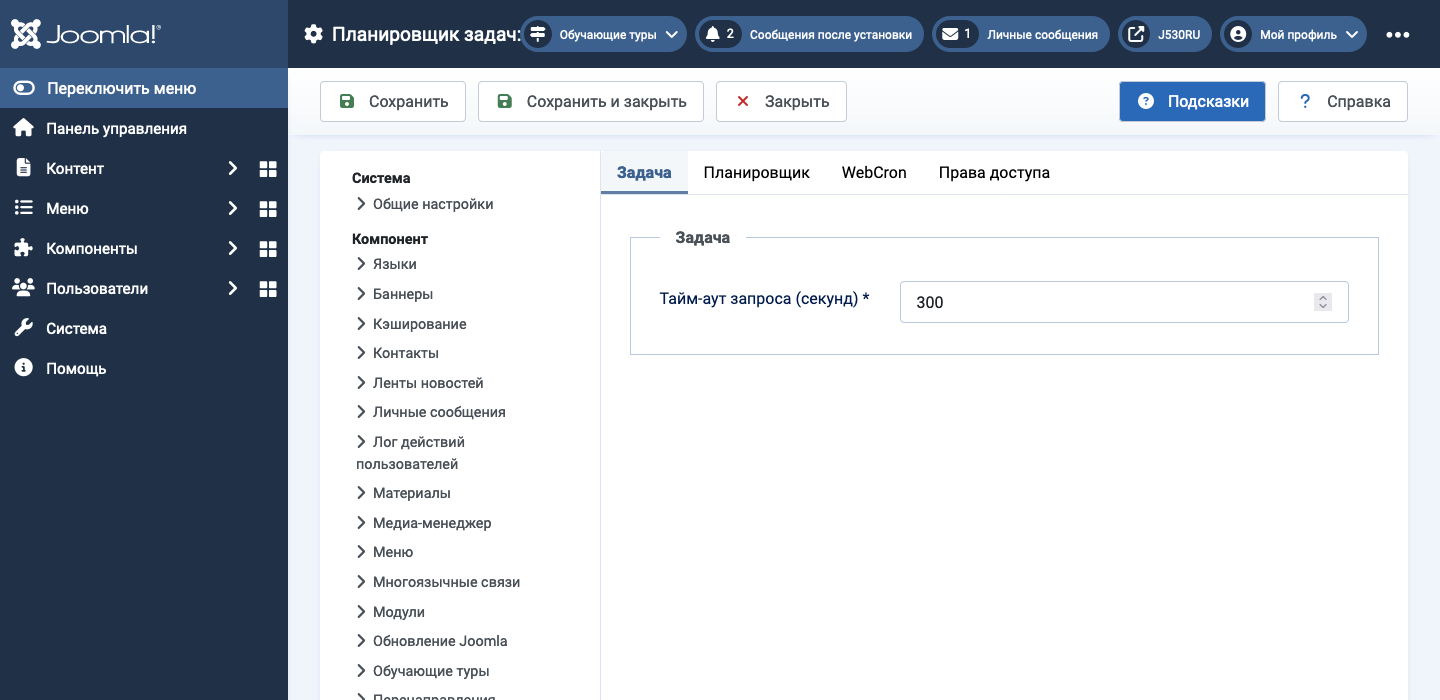 Joomla!®
Планировщик задач:
Обучающие туры
2 Сообщения после установки
1 Личные сообщения
J530RU
Мой профиль
Переключить меню
Панель управления
Контент
Меню
Компоненты
Пользователи
Система
Помощь
Сохранить
Сохранить и закрыть
Закрыть
Подсказки
? Справка
Система
Общие настройки
Компонент
Языки
Баннеры
Кэширование
Контакты
Ленты новостей
Личные сообщения
Лог действий
пользователей
Материалы
Медиа-менеджер
Меню
Многоязычные связи
Модули
Обновление Joomla
Обучающие туры
Перенаправления
Задача Планировщик WebCron Права доступа
Задача
Тайм-аут запроса (секунд) * 300